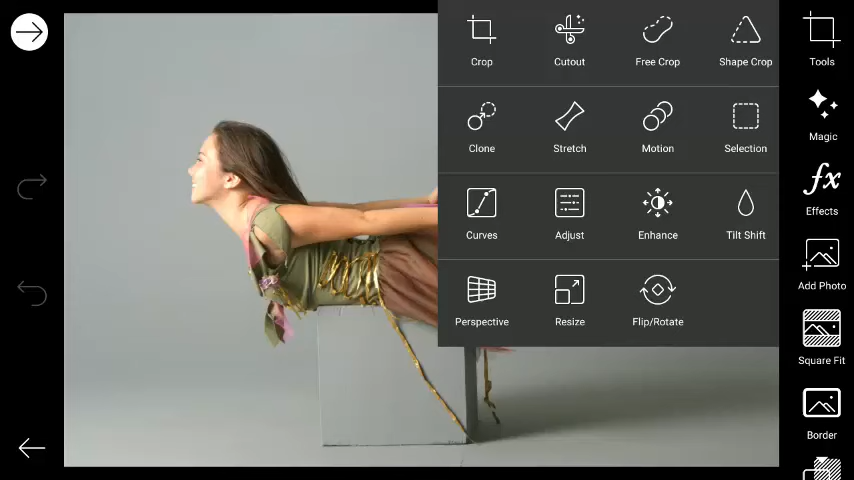 Crop Cutout Free Crop Shape Crop
Clone Stretch Motion Selection
Curves Adjust Enhance Tilt Shift
Perspective Resize Flip/Rotate
Tools
Magic
fx
Effects
Add Photo
Square Fit
Border